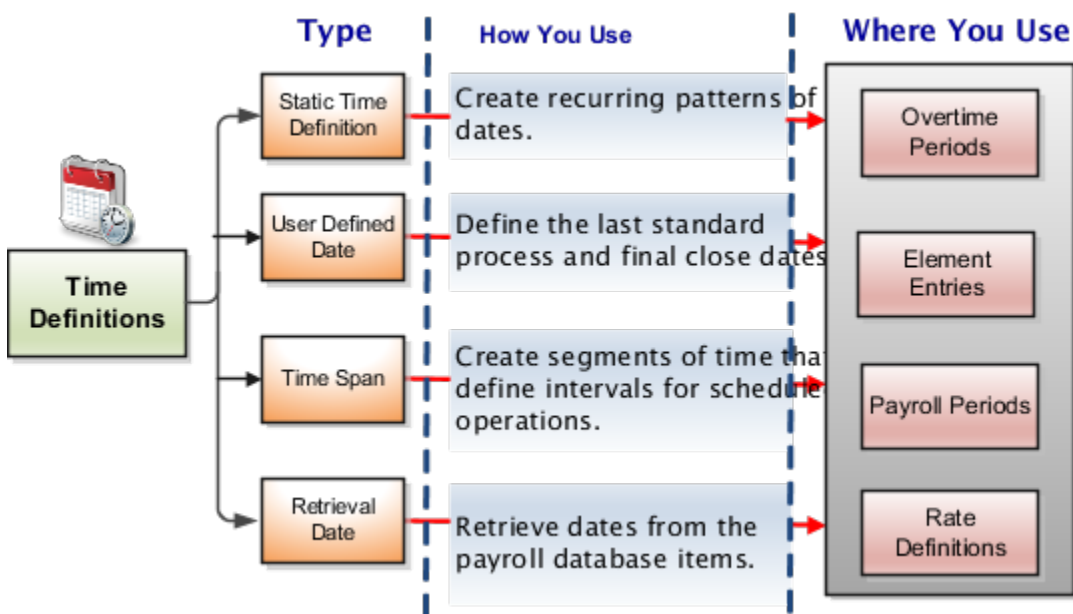 Type
How You Use
Where You Use
Static Time
Definition
Create recurring patterns of
dates.
Overtime
Periods
Time
Definitions
User Defined
Date
Define the last standard
process and final close dates
Element
Entries
Time Span
Create segments of time that
define intervals for schedule
operations.
Payroll Periods
Retrieval
Date
Retrieve dates from the
payroll database items.
Rate
Definitions